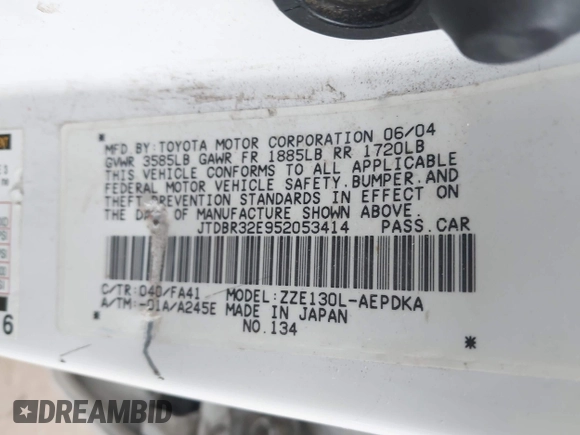 MFD. BY: TOYOTA MOTOR CORPORATION 06/04
GVWR 3585LB GAWR FR 1885LB RR 1720LB
THIS VEHICLE CONFORMS TO ALL APPLICABLE
FEDERAL MOTOR VEHICLE SAFETY, BUMPER, AND
THEFT PREVENTION STANDARDS IN EFFECT ON
THE DATE OF MANUFACTURE SHOWN ABOVE.
JTDBR32E952053414 PASS. CAR
C/TR: 040/FA41 MODEL: ZZE130L-AEPDKA
A/TM: -01A/A245E MADE IN JAPAN
NO. 134
6
DREAMBID